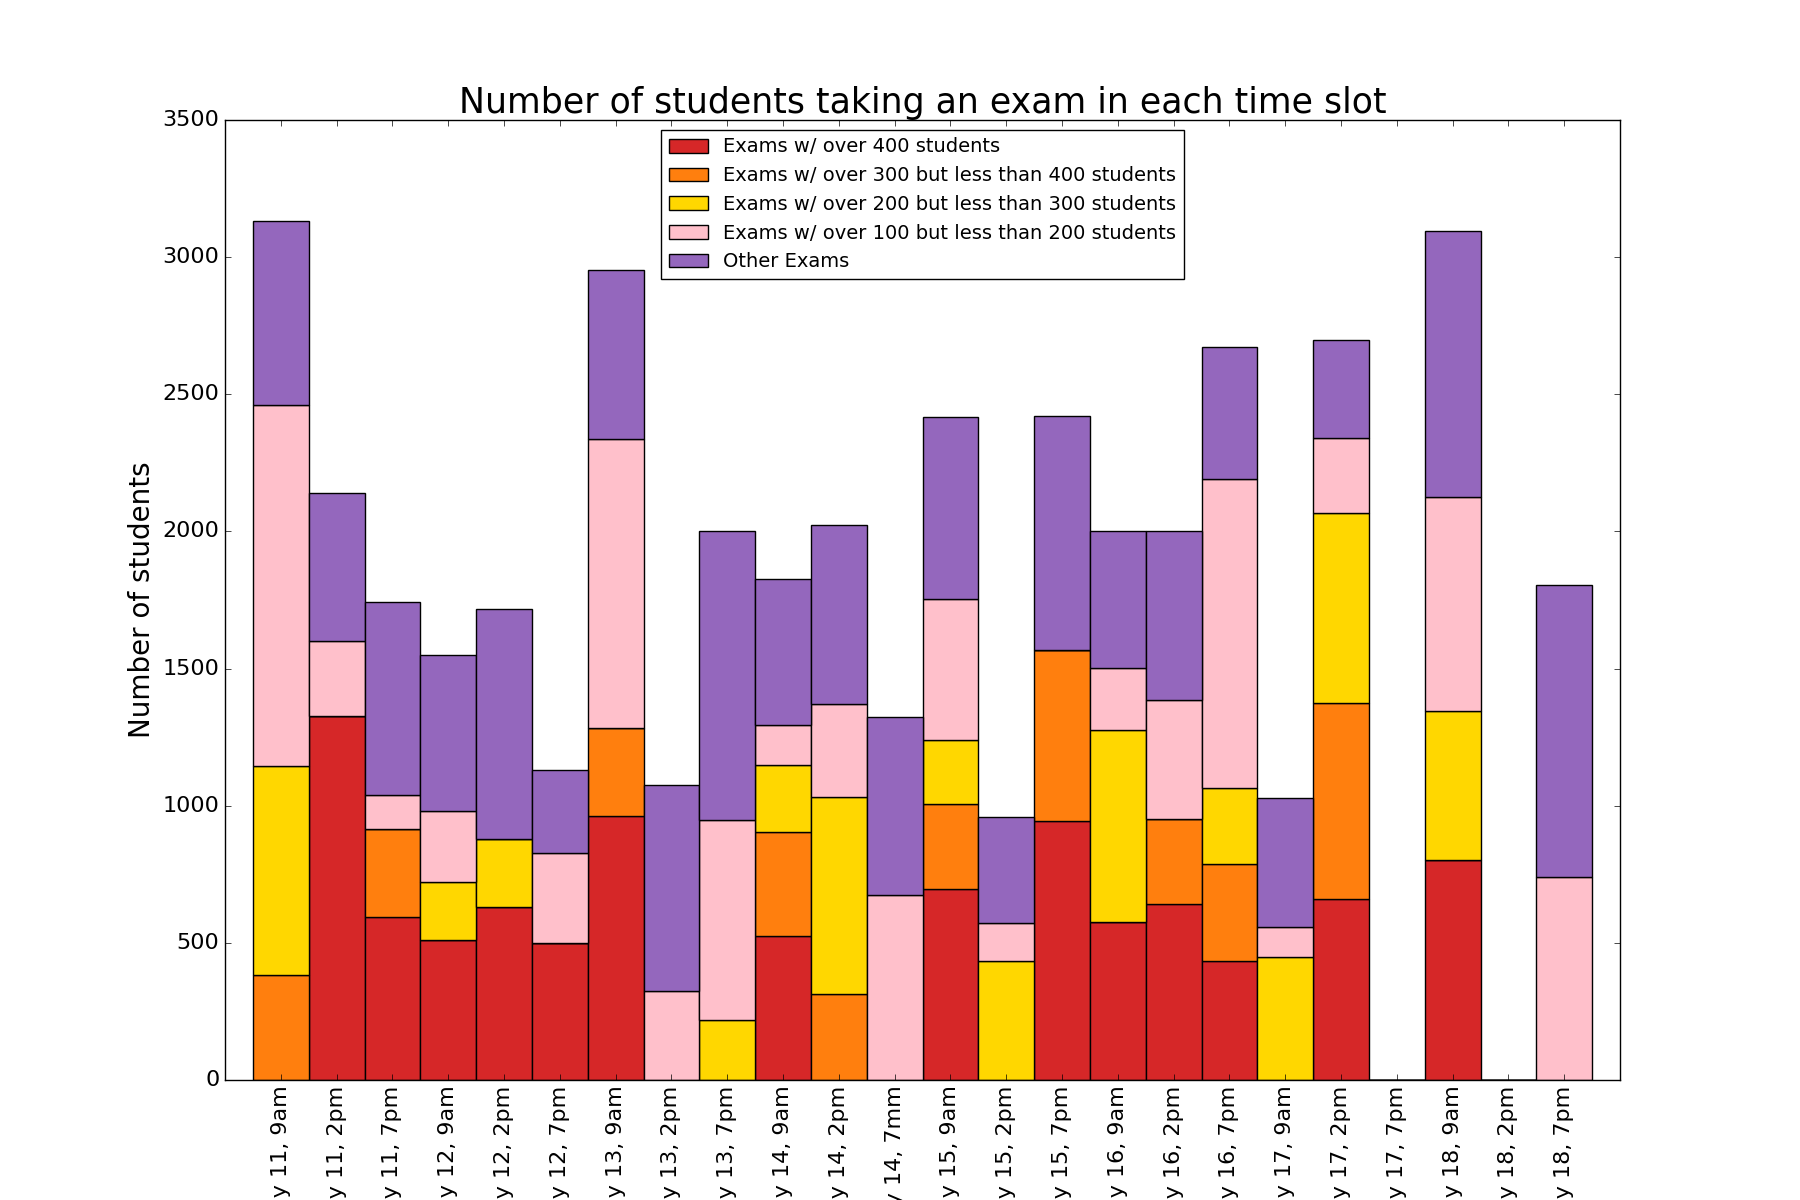 Number of students taking an exam in each time slot
Exams w/ over 400 students
Exams w/ over 300 but less than 400 students
Exams w/ over 200 but less than 300 students
Exams w/ over 100 but less than 200 students
Other Exams
Number of students
3500
3000
2500
2000
1500
1000
500
0
y 11, 9am
y 11, 2pm
y 11, 7pm
y 12, 9am
y 12, 2pm
y 12, 7pm
y 13, 9am
y 13, 2pm
y 13, 7pm
y 14, 9am
y 14, 2pm
y 14, 7mm
y 15, 9am
y 15, 2pm
y 15, 7pm
y 16, 9am
y 16, 2pm
y 16, 7pm
y 17, 9am
y 17, 2pm
y 17, 7pm
y 18, 9am
y 18, 2pm
y 18, 7pm